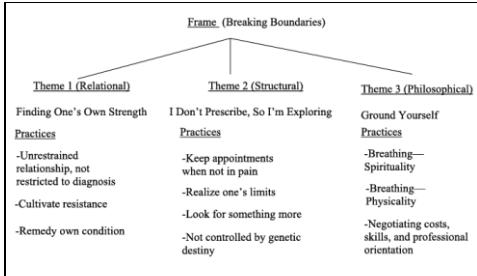 Frame (Breaking Boundaries)
Theme 1 (Relational)
Finding One's Own Strength
Practices
-Unrestrained
relationship, not
restricted to diagnosis
-Cultivate resistance
-Remedy own condition
Theme 2 (Structural)
I Don't Prescribe, So I'm Exploring
Practices
-Keep appointments
when not in pain
-Realize one's limits
-Look for something more
-Not controlled by genetic
destiny
Theme 3 (Philosophical)
Ground Yourself
Practices
-Breathing—
Spirituality
-Breathing—
Physicality
-Negotiating costs,
skills, and professional
orientation